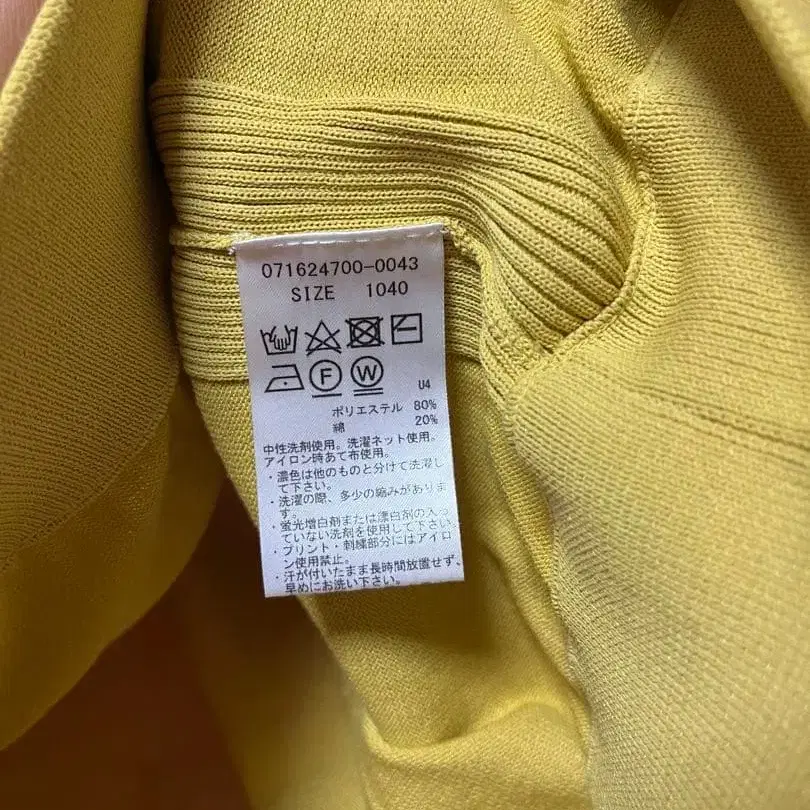 071624700-0043
SIZE 1040
F W
U4
ポリエステル 80%
綿 20%
中性洗剤使用。洗濯ネット使用。
アイロン時あて布使用。
・濃色は他のものと分けて洗濯し
て下さい。
・洗濯の際、多少の縮みがありま
す。
・蛍光増白剤または漂白剤の入っ
ていない洗剤を使用して下さい。
・プリント・刺繍部分にはアイロ
ン使用禁止。
・汗が付いたまま長時間放置せず、
早めにお洗い下さい。